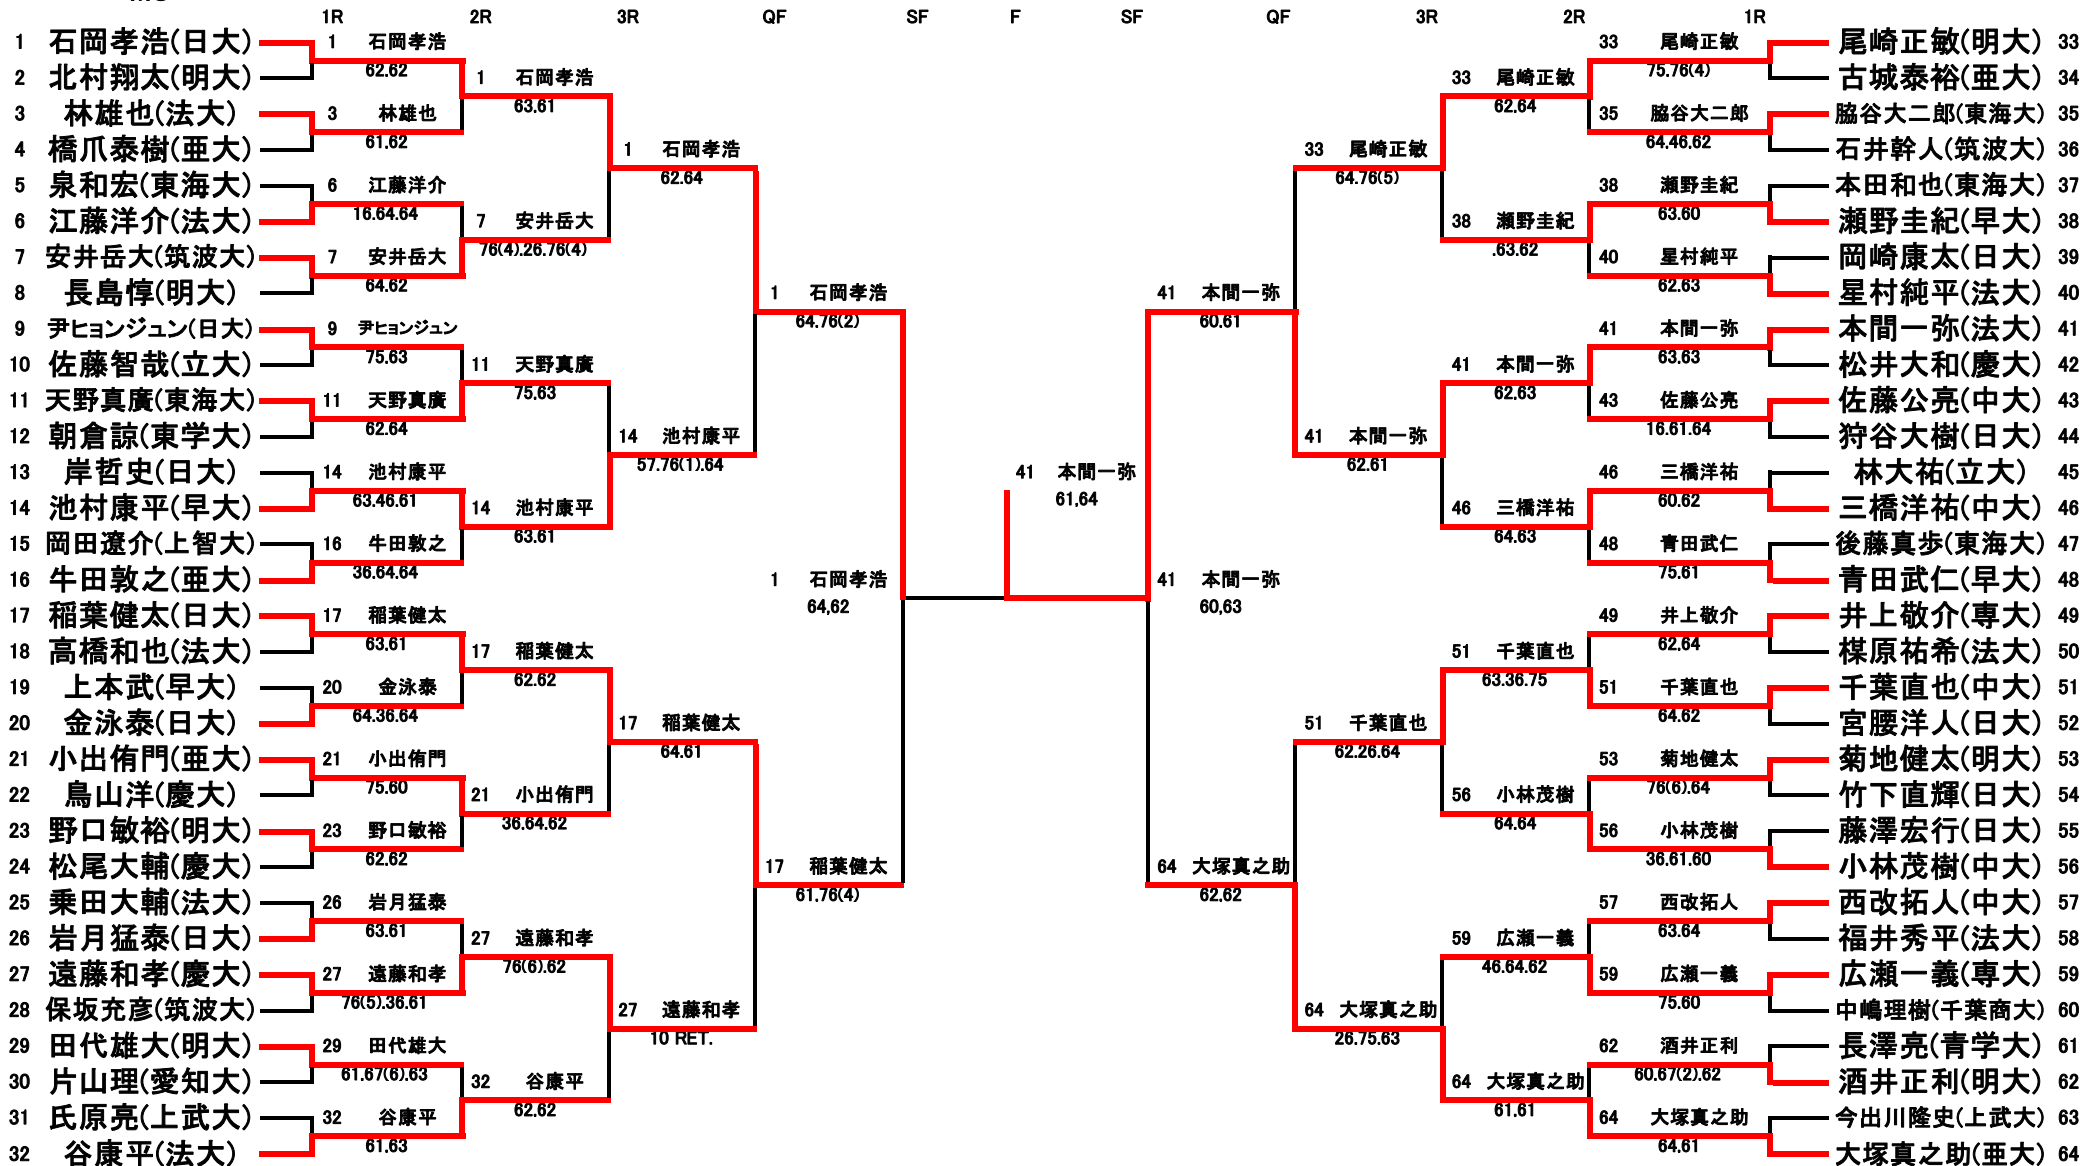 1R 2R 3R QF SF F SF QF 3R 2R 1R
1 石岡孝浩(日大)
2 北村翔太(明大)
3 林雄也(法大)
4 橋爪泰樹(亜大)
5 泉和宏(東海大)
6 江藤洋介(法大)
7 安井岳大(筑波大)
8 長島惇(明大)
9 尹ヒョンジュン(日大)
10 佐藤智哉(立大)
11 天野真廣(東海大)
12 朝倉諒(東学大)
13 岸哲史(日大)
14 池村康平(早大)
15 岡田遼介(上智大)
16 牛田敦之(亜大)
17 稲葉健太(日大)
18 高橋和也(法大)
19 上本武(早大)
20 金泳泰(日大)
21 小出侑門(亜大)
22 鳥山洋(慶大)
23 野口敏裕(明大)
24 松尾大輔(慶大)
25 乗田大輔(法大)
26 岩月猛泰(日大)
27 遠藤和孝(慶大)
28 保坂充彦(筑波大)
29 田代雄大(明大)
30 片山理(愛知大)
31 氏原亮(上武大)
32 谷康平(法大)
1 石岡孝浩
62.62
3 林雄也
61.62
6 江藤洋介
16.64.64
7 安井岳大
64.62
9 尹ヒョンジュン
75.63
11 天野真廣
62.64
14 池村康平
63.46.61
16 牛田敦之
36.64.64
17 稲葉健太
63.61
20 金泳泰
64.36.64
21 小出侑門
75.60
23 野口敏裕
62.62
26 岩月猛泰
63.61
27 遠藤和孝
76(5).36.61
29 田代雄大
61.67(6).63
32 谷康平
61.63
1 石岡孝浩
63.61
7 安井岳大
76(4).26.76(4)
11 天野真廣
75.63
14 池村康平
63.61
17 稲葉健太
62.62
21 小出侑門
36.64.62
27 遠藤和孝
76(6).62
32 谷康平
62.62
1 石岡孝浩
62.64
14 池村康平
57.76(1).64
17 稲葉健太
64.61
27 遠藤和孝
10 RET.
1 石岡孝浩
64.76(2)
17 稲葉健太
61.76(4)
1 石岡孝浩
64,62
41 本間一弥
61,64
41 本間一弥
60,63
41 本間一弥
60.61
64 大塚真之助
62.62
33 尾崎正敏
64.76(5)
41 本間一弥
62.61
51 千葉直也
62.26.64
64 大塚真之助
26.75.63
33 尾崎正敏
62.64
38 瀬野圭紀
.63.62
41 本間一弥
62.63
46 三橋洋祐
64.63
51 千葉直也
63.36.75
56 小林茂樹
64.64
59 広瀬一義
46.64.62
64 大塚真之助
61.61
33 尾崎正敏
75.76(4)
35 脇谷大二郎
64.46.62
38 瀬野圭紀
63.60
40 星村純平
62.63
41 本間一弥
63.63
43 佐藤公亮
16.61.64
46 三橋洋祐
60.62
48 青田武仁
75.61
49 井上敬介
62.64
51 千葉直也
64.62
53 菊地健太
76(6).64
56 小林茂樹
36.61.60
57 西改拓人
63.64
59 広瀬一義
75.60
62 酒井正利
60.67(2).62
64 大塚真之助
64.61
尾崎正敏(明大) 33
古城泰裕(亜大) 34
脇谷大二郎(東海大) 35
石井幹人(筑波大) 36
本田和也(東海大) 37
瀬野圭紀(早大) 38
岡崎康太(日大) 39
星村純平(法大) 40
本間一弥(法大) 41
松井大和(慶大) 42
佐藤公亮(中大) 43
狩谷大樹(日大) 44
林大祐(立大) 45
三橋洋祐(中大) 46
後藤真歩(東海大) 47
青田武仁(早大) 48
井上敬介(専大) 49
楳原祐希(法大) 50
千葉直也(中大) 51
宮腰洋人(日大) 52
菊地健太(明大) 53
竹下直輝(日大) 54
藤澤宏行(日大) 55
小林茂樹(中大) 56
西改拓人(中大) 57
福井秀平(法大) 58
広瀬一義(専大) 59
中嶋理樹(千葉商大) 60
長澤亮(青学大) 61
酒井正利(明大) 62
今出川隆史(上武大) 63
大塚真之助(亜大) 64